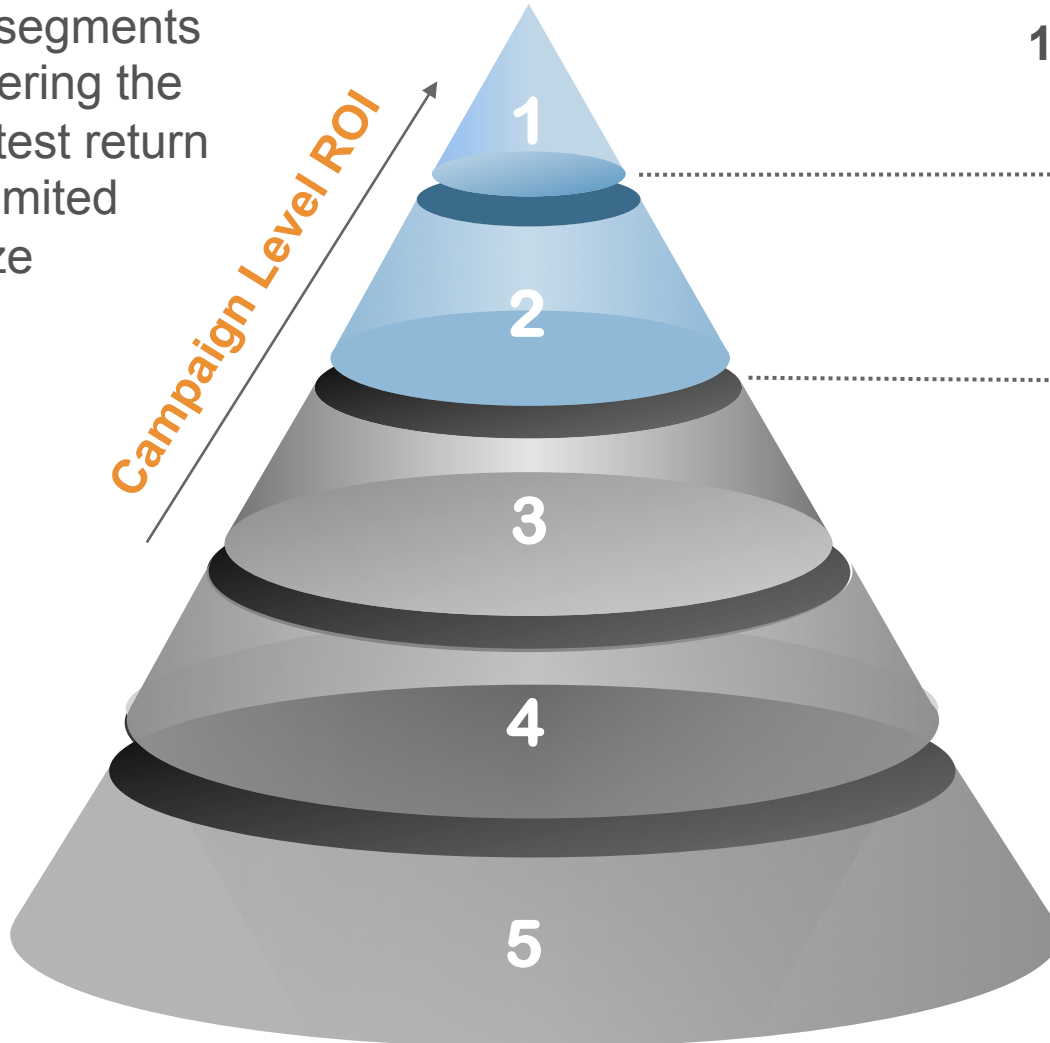 segments
ering the
test return
mited
ze
Campaign Level ROI
1
1
2
3
4
5